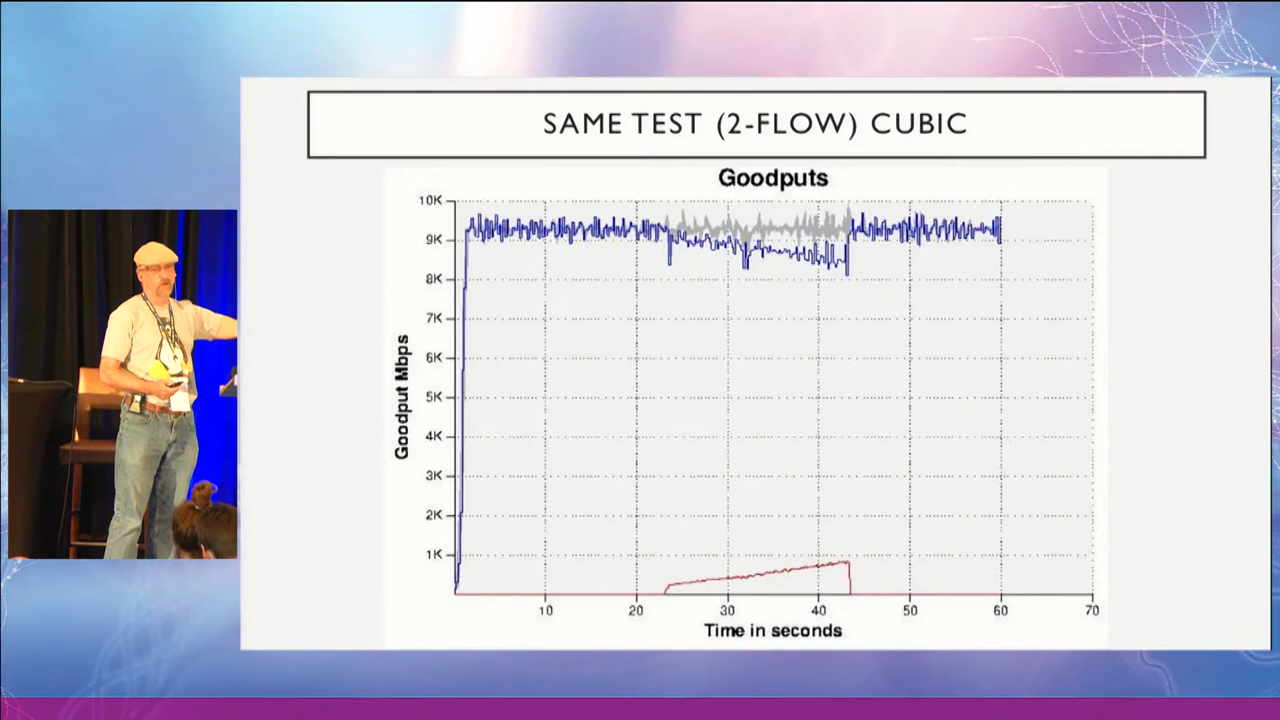 SAME TEST (2-FLOW) CUBIC
Goodputs
10K
9K
8K
7K
6K
5K
4K
3K
2K
1K
Goodput Mbps
10 20 30 40 50 60 70
Time in seconds